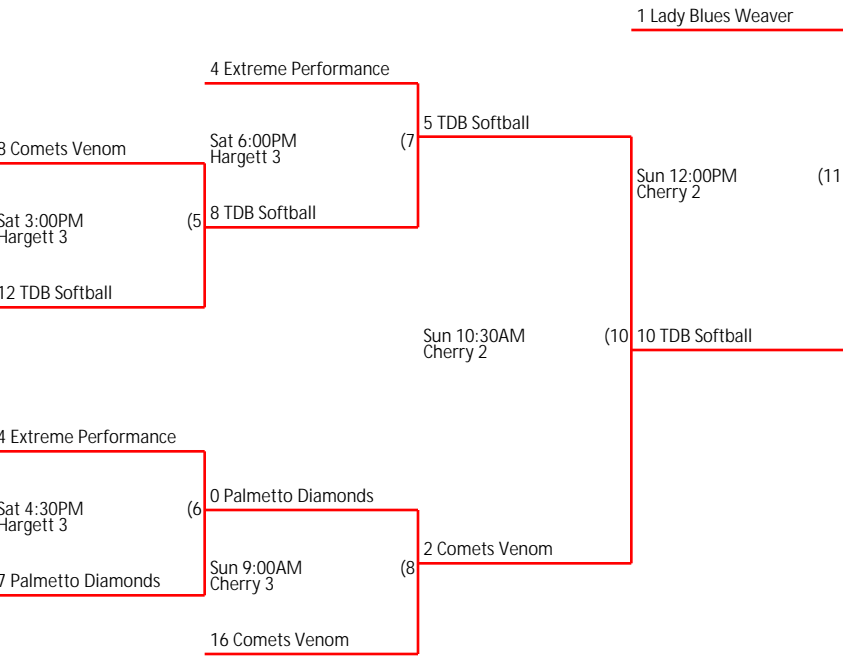 1 Lady Blues Weaver
4 Extreme Performance
5 TDB Softball
Sat 6:00PM
Hargett 3
(7
8 Comets Venom
Sun 12:00PM
Cherry 2
(11
Sat 3:00PM
Hargett 3
(5
8 TDB Softball
12 TDB Softball
Sun 10:30AM
Cherry 2
(10
10 TDB Softball
4 Extreme Performance
0 Palmetto Diamonds
Sat 4:30PM
Hargett 3
(6
2 Comets Venom
Sun 9:00AM
Cherry 3
(8
7 Palmetto Diamonds
16 Comets Venom